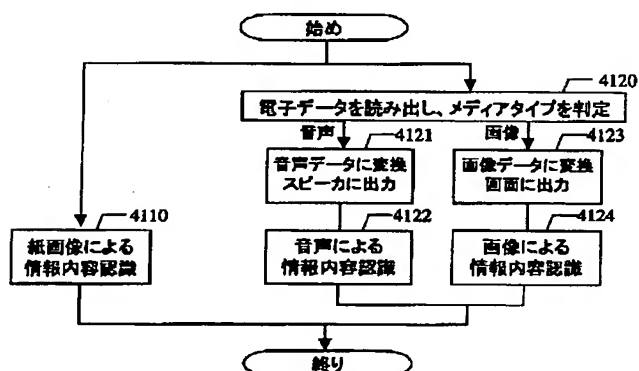 始め
4120
電子データを読み出し、メディアタイプを判定
音声
4121
画像
4123
音声データに変換
スピーカに出力
画像データに変換
画面に出力
4110
4122
4124
紙画像による
情報内容認識
音声による
情報内容認識
画像による
情報内容認識
終り